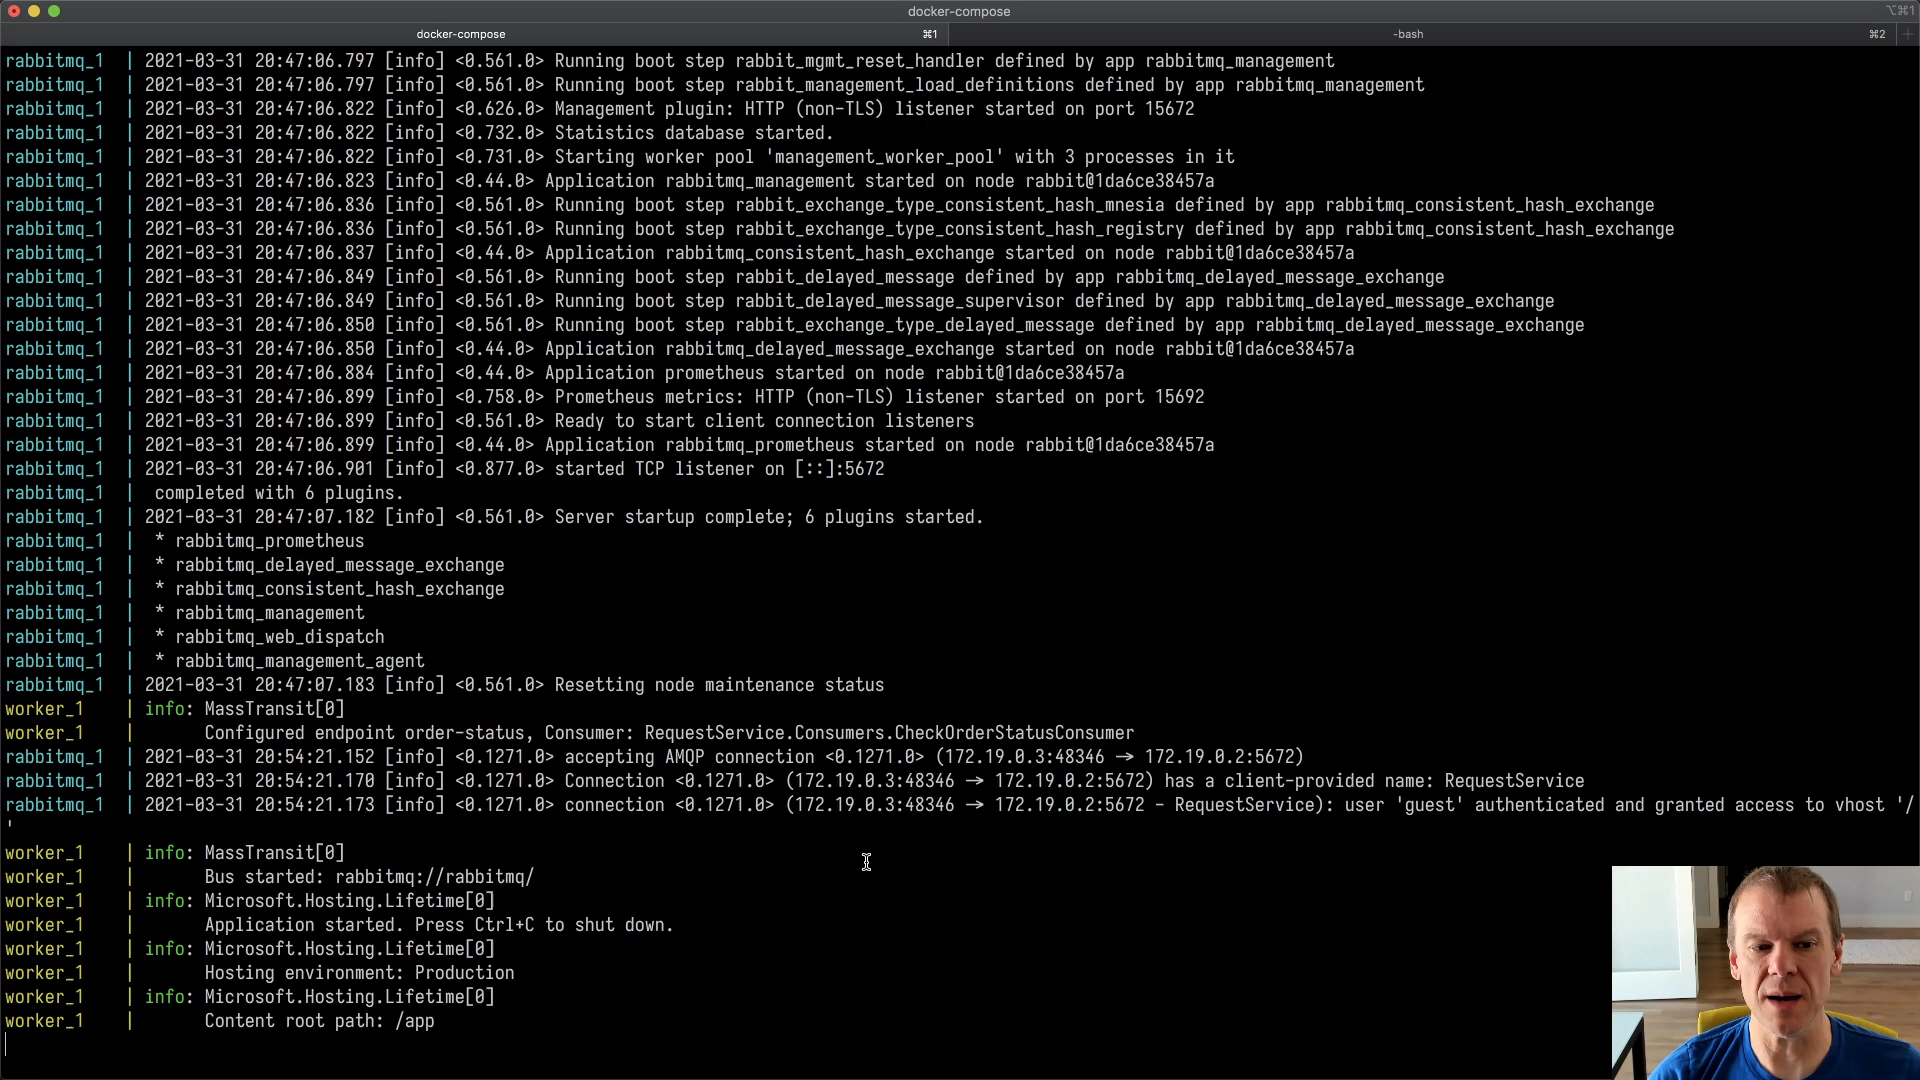 docker-compose
⌥⌘1
docker-compose ⌘1 -bash ⌘2 +
rabbitmq_1 | 2021-03-31 20:47:06.797 [info] <0.561.0> Running boot step rabbit_mgmt_reset_handler defined by app rabbitmq_management
rabbitmq_1 | 2021-03-31 20:47:06.797 [info] <0.561.0> Running boot step rabbit_management_load_definitions defined by app rabbitmq_management
rabbitmq_1 | 2021-03-31 20:47:06.822 [info] <0.626.0> Management plugin: HTTP (non-TLS) listener started on port 15672
rabbitmq_1 | 2021-03-31 20:47:06.822 [info] <0.732.0> Statistics database started.
rabbitmq_1 | 2021-03-31 20:47:06.822 [info] <0.731.0> Starting worker pool 'management_worker_pool' with 3 processes in it
rabbitmq_1 | 2021-03-31 20:47:06.823 [info] <0.44.0> Application rabbitmq_management started on node rabbit@1da6ce38457a
rabbitmq_1 | 2021-03-31 20:47:06.836 [info] <0.561.0> Running boot step rabbit_exchange_type_consistent_hash_mnesia defined by app rabbitmq_consistent_hash_exchange
rabbitmq_1 | 2021-03-31 20:47:06.836 [info] <0.561.0> Running boot step rabbit_exchange_type_consistent_hash_registry defined by app rabbitmq_consistent_hash_exchange
rabbitmq_1 | 2021-03-31 20:47:06.837 [info] <0.44.0> Application rabbitmq_consistent_hash_exchange started on node rabbit@1da6ce38457a
rabbitmq_1 | 2021-03-31 20:47:06.849 [info] <0.561.0> Running boot step rabbit_delayed_message defined by app rabbitmq_delayed_message_exchange
rabbitmq_1 | 2021-03-31 20:47:06.849 [info] <0.561.0> Running boot step rabbit_delayed_message_supervisor defined by app rabbitmq_delayed_message_exchange
rabbitmq_1 | 2021-03-31 20:47:06.850 [info] <0.561.0> Running boot step rabbit_exchange_type_delayed_message defined by app rabbitmq_delayed_message_exchange
rabbitmq_1 | 2021-03-31 20:47:06.850 [info] <0.44.0> Application rabbitmq_delayed_message_exchange started on node rabbit@1da6ce38457a
rabbitmq_1 | 2021-03-31 20:47:06.884 [info] <0.44.0> Application prometheus started on node rabbit@1da6ce38457a
rabbitmq_1 | 2021-03-31 20:47:06.899 [info] <0.758.0> Prometheus metrics: HTTP (non-TLS) listener started on port 15692
rabbitmq_1 | 2021-03-31 20:47:06.899 [info] <0.561.0> Ready to start client connection listeners
rabbitmq_1 | 2021-03-31 20:47:06.899 [info] <0.44.0> Application rabbitmq_prometheus started on node rabbit@1da6ce38457a
rabbitmq_1 | 2021-03-31 20:47:06.901 [info] <0.877.0> started TCP listener on [::]:5672
rabbitmq_1 | completed with 6 plugins.
rabbitmq_1 | 2021-03-31 20:47:07.182 [info] <0.561.0> Server startup complete; 6 plugins started.
rabbitmq_1 | * rabbitmq_prometheus
rabbitmq_1 | * rabbitmq_delayed_message_exchange
rabbitmq_1 | * rabbitmq_consistent_hash_exchange
rabbitmq_1 | * rabbitmq_management
rabbitmq_1 | * rabbitmq_web_dispatch
rabbitmq_1 | * rabbitmq_management_agent
rabbitmq_1 | 2021-03-31 20:47:07.183 [info] <0.561.0> Resetting node maintenance status
worker_1 | info: MassTransit[0]
worker_1 | Configured endpoint order-status, Consumer: RequestService.Consumers.CheckOrderStatusConsumer
rabbitmq_1 | 2021-03-31 20:54:21.152 [info] <0.1271.0> accepting AMQP connection <0.1271.0> (172.19.0.3:48346 -> 172.19.0.2:5672)
rabbitmq_1 | 2021-03-31 20:54:21.170 [info] <0.1271.0> Connection <0.1271.0> (172.19.0.3:48346 -> 172.19.0.2:5672) has a client-provided name: RequestService
rabbitmq_1 | 2021-03-31 20:54:21.173 [info] <0.1271.0> connection <0.1271.0> (172.19.0.3:48346 -> 172.19.0.2:5672 - RequestService): user 'guest' authenticated and granted access to vhost '/
'
worker_1 | info: MassTransit[0]
worker_1 | Bus started: rabbitmq://rabbitmq/
worker_1 | info: Microsoft.Hosting.Lifetime[0]
worker_1 | Application started. Press Ctrl+C to shut down.
worker_1 | info: Microsoft.Hosting.Lifetime[0]
worker_1 | Hosting environment: Production
worker_1 | info: Microsoft.Hosting.Lifetime[0]
worker_1 | Content root path: /app